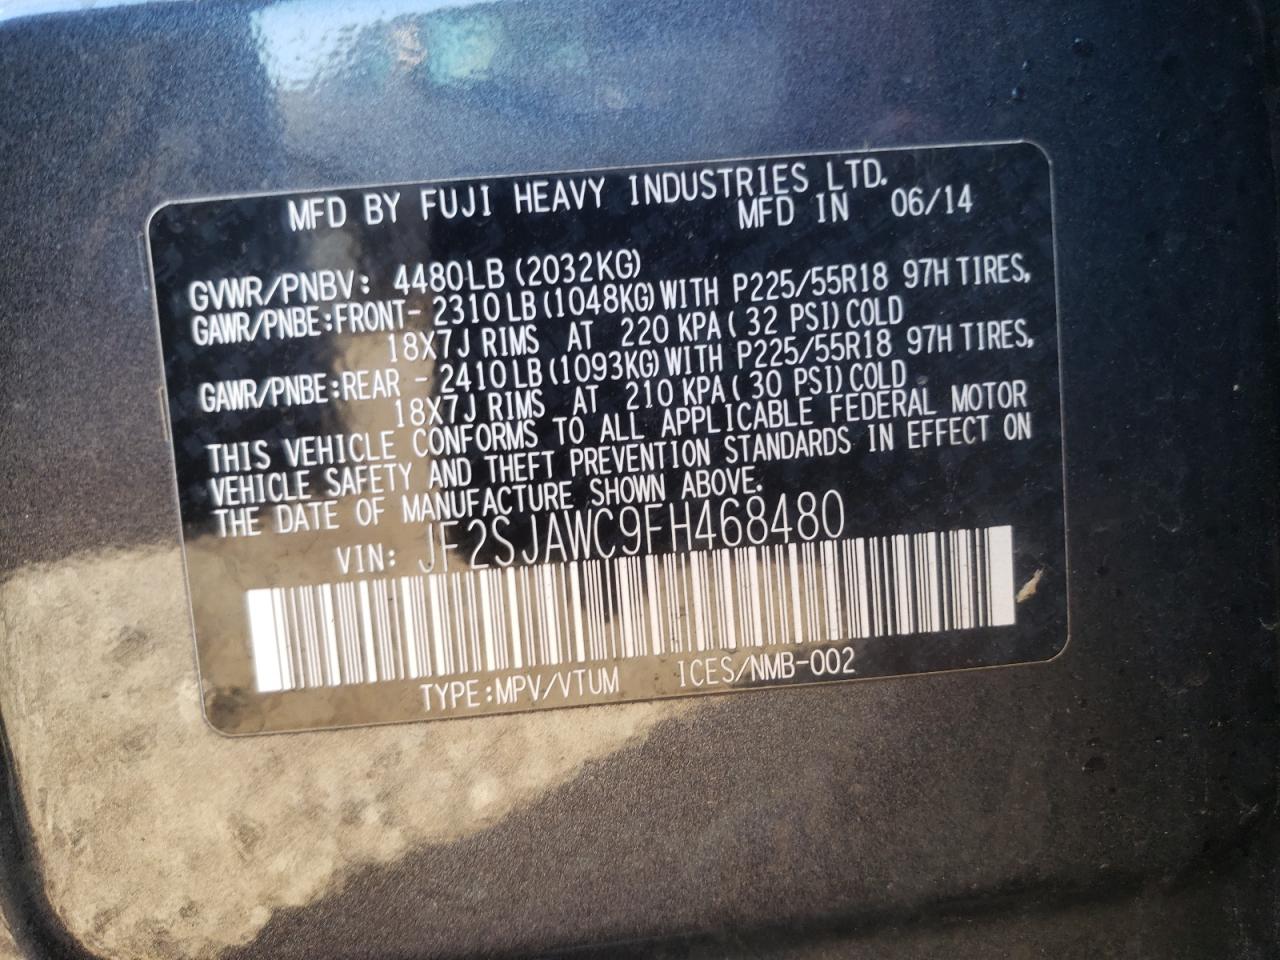 MFD BY FUJI HEAVY INDUSTRIES LTD.
MFD IN 06/14
GVWR/PNBV: 4480LB (2032KG)
GAWR/PNBE:FRONT- 2310LB (1048KG) WITH P225/55R18 97H TIRES,
18X7J RIMS AT 220 KPA ( 32 PSI) COLD
GAWR/PNBE:REAR - 2410LB (1093KG) WITH P225/55R18 97H TIRES,
18X7J RIMS AT 210 KPA ( 30 PSI) COLD
THIS VEHICLE CONFORMS TO ALL APPLICABLE FEDERAL MOTOR
VEHICLE SAFETY AND THEFT PREVENTION STANDARDS IN EFFECT ON
THE DATE OF MANUFACTURE SHOWN ABOVE.
VIN: JF2SJAWC9FH468480
TYPE:MPV/VTUM ICES/NMB-002